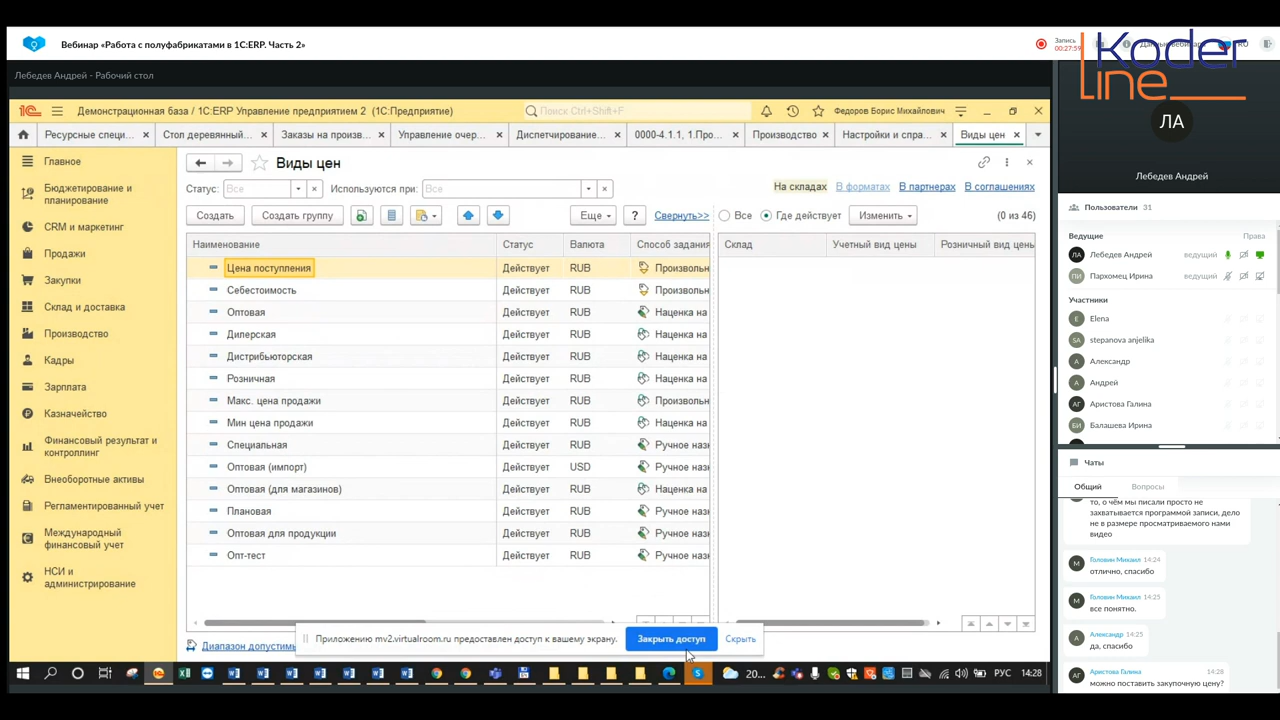 Вебинар «Работа с полуфабрикатами в 1С:ERP. Часть 2»
Запись
00:27:59
RU
Koder
line
Лебедев Андрей - Рабочий стол
Демонстрационная база / 1С:ERP Управление предприятием 2 (1С:Предприятие)
Поиск Ctrl+Shift+F
Федоров Борис Михайлович
Ресурсные специ...
Стол деревянный...
Заказы на произв...
Управление очер...
Диспетчирование...
0000-4.1.1, 1.Про...
Производство
Настройки и спра...
Виды цен
Главное
Бюджетирование и
планирование
CRM и маркетинг
Продажи
Закупки
Склад и доставка
Производство
Кадры
Зарплата
Казначейство
Финансовый результат и
контроллинг
Внеоборотные активы
Регламентированный учет
Международный
финансовый учет
НСИ и
администрирование
Виды цен
Статус: Все
Используются при: Все
На складах
В форматах
В партнерах
В соглашениях
Создать
Создать группу
Еще
?
Свернуть>>
Все
Где действует
Изменить
(0 из 46)
Наименование Статус Валюта Способ задания
Склад Учетный вид цены Розничный вид цены
Цена поступления Действует RUB Произвольн
Себестоимость Действует RUB Произвольн
Оптовая Действует RUB Наценка на
Дилерская Действует RUB Наценка на
Дистрибьюторская Действует RUB Наценка на
Розничная Действует RUB Наценка на
Макс. цена продажи Действует RUB Произвольн
Мин цена продажи Действует RUB Наценка на
Специальная Действует RUB Ручное наз
Оптовая (импорт) Действует USD Ручное наз
Оптовая (для магазинов) Действует RUB Наценка на
Плановая Действует RUB Ручное наз
Оптовая для продукции Действует RUB Ручное наз
Опт-тест Действует RUB Ручное наз
Диапазон допустимы
Приложению mv2.virtualroom.ru предоставлен доступ к вашему экрану.
Закрыть доступ
Скрыть
20...
РУС
14:28
ЛА
Лебедев Андрей
Пользователи 31
Ведущие Права
ЛА Лебедев Андрей ведущий
ПИ Пархомец Ирина ведущий
Участники
E Elena
SA stepanova anjelika
А Александр
А Андрей
АГ Аристова Галина
БИ Балашева Ирина
Чаты
Общий
Вопросы
то, о чём мы писали просто не
захватывается программой записи, дело
не в размере просматриваемого нами
видео
Головин Михаил 14:24
отлично, спасибо
Головин Михаил 14:25
все понятно.
Александр 14:25
да, спасибо
Аристова Галина 14:28
можно поставить закупочную цену?